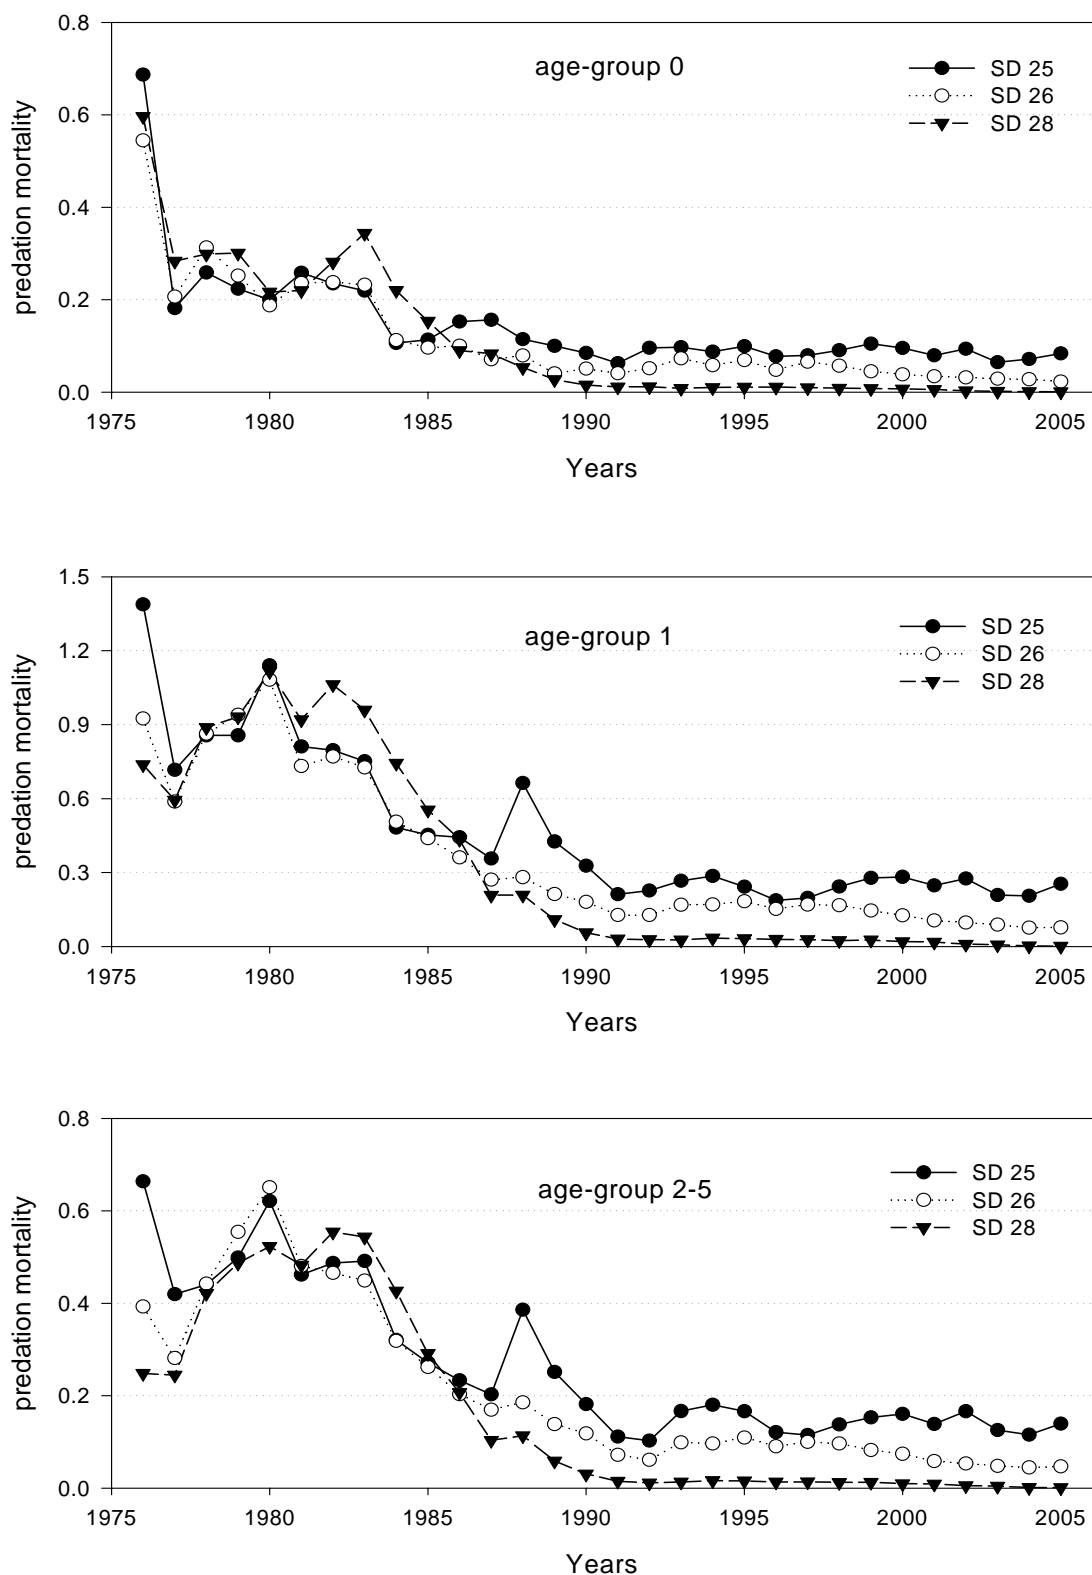 0.8
age-group 0
SD 25
SD 26
SD 28
0.6
0.4
0.2
0.0
predation mortality
1975 1980 1985 1990 1995 2000 2005
Years
1.5
age-group 1
SD 25
SD 26
SD 28
1.2
0.9
0.6
0.3
0.0
predation mortality
1975 1980 1985 1990 1995 2000 2005
Years
0.8
age-group 2-5
SD 25
SD 26
SD 28
0.6
0.4
0.2
0.0
predation mortality
1975 1980 1985 1990 1995 2000 2005
Years